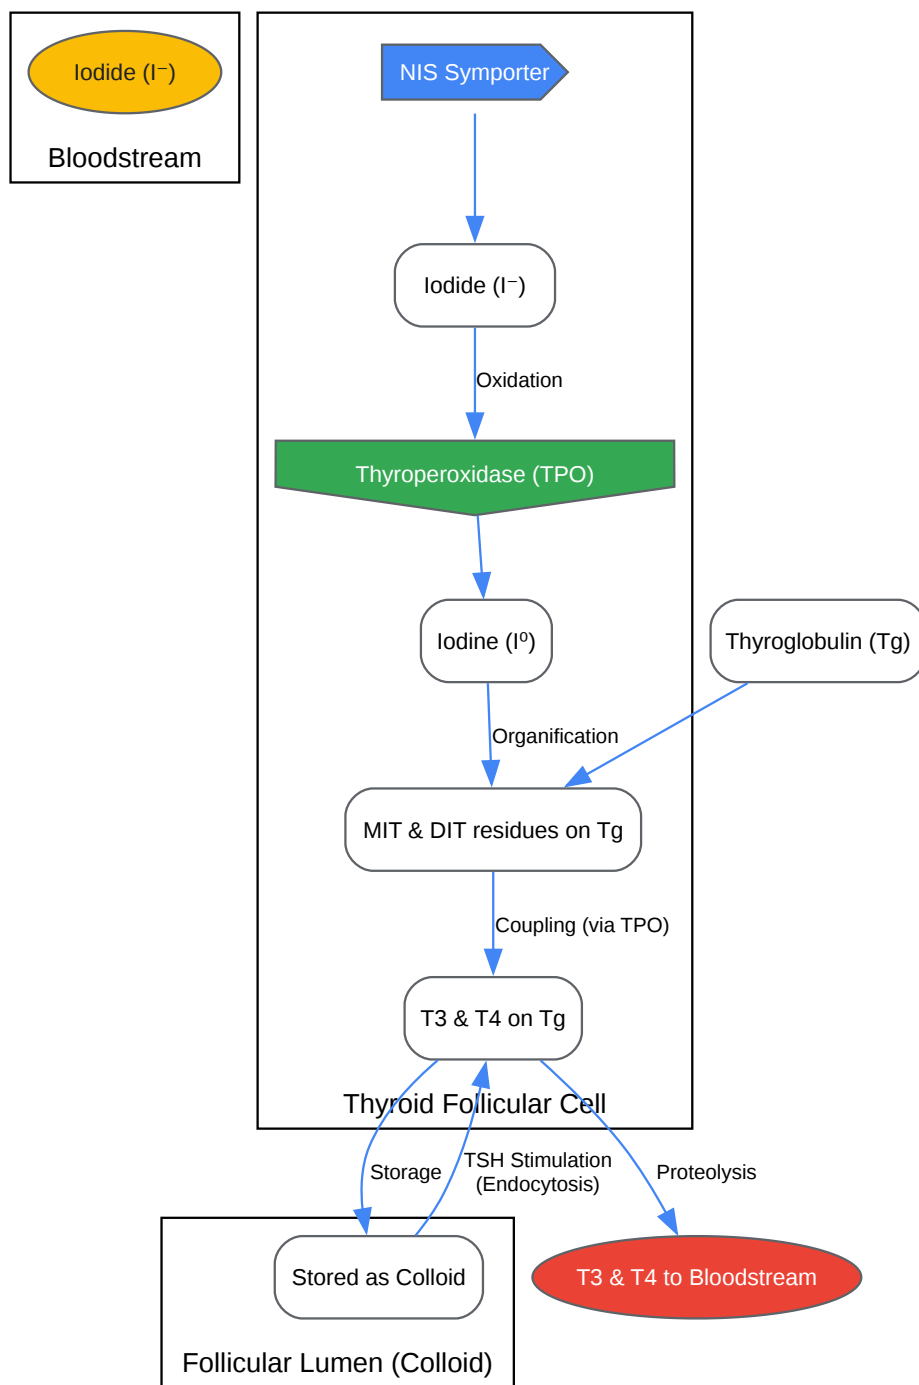 Iodide (I⁻)
Bloodstream
NIS Symporter
Iodide (I⁻)
Oxidation
Thyroperoxidase (TPO)
Iodine (I⁰)
Thyroglobulin (Tg)
Organification
MIT & DIT residues on Tg
Coupling (via TPO)
T3 & T4 on Tg
Thyroid Follicular Cell
Storage
TSH Stimulation
(Endocytosis)
Proteolysis
Stored as Colloid
T3 & T4 to Bloodstream
Follicular Lumen (Colloid)